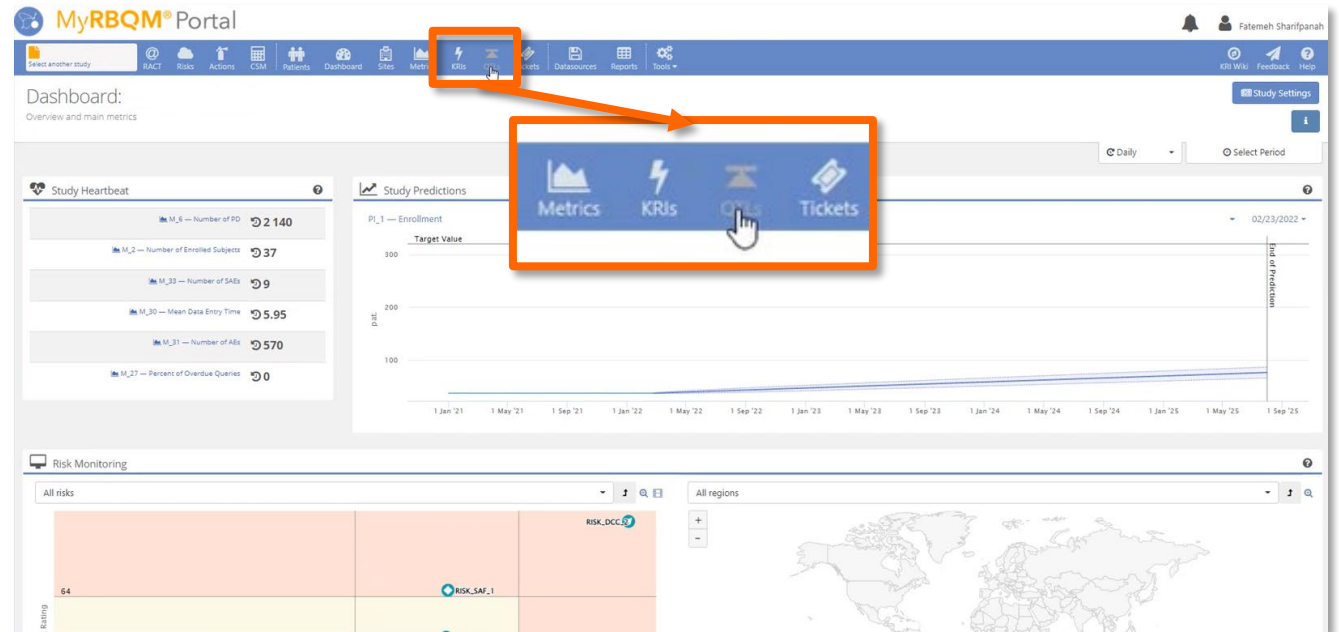 MyRBQM® Portal
Fatemeh Sharifpanah
Select another study
RACT Risks Actions CSM Patients Dashboard Sites KRIs Datasources Reports Tools
KRI Wiki Feedback Help
Dashboard:
Overview and main metrics
Study Settings
Daily
Select Period
Metrics KRIs QTLs Tickets
Study Heartbeat
M_6 — Number of PD 2 140
M_2 — Number of Enrolled Subjects 37
M_33 — Number of SAEs 9
M_30 — Mean Data Entry Time 5.95
M_31 — Number of AEs 570
M_27 — Percent of Overdue Queries 0
Study Predictions
PI_1 — Enrollment
02/23/2022
Target Value
300
200
100
pat.
End of Prediction
1 Jan '21 1 May '21 1 Sep '21 1 Jan '22 1 May '22 1 Sep '22 1 Jan '23 1 May '23 1 Sep '23 1 Jan '24 1 May '24 1 Sep '24 1 Jan '25 1 May '25 1 Sep '25
Risk Monitoring
All risks
All regions
RISK_SAF_1
64
Rating